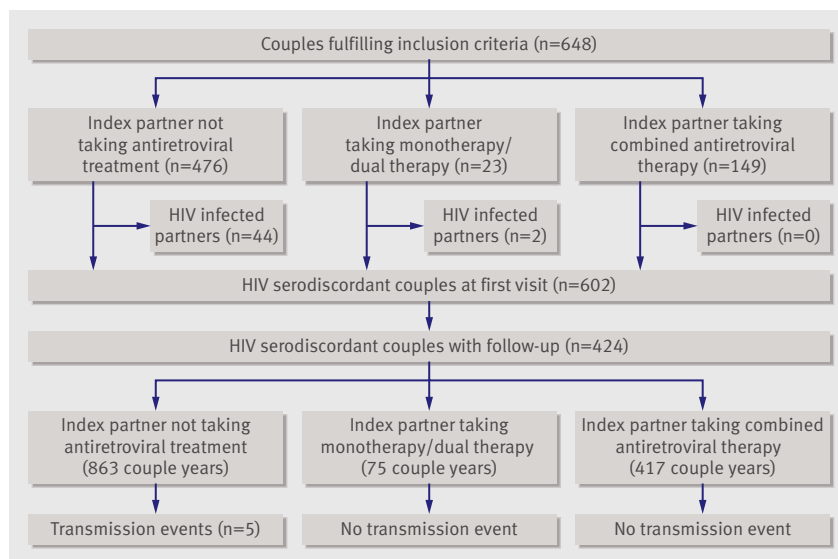 Couples fulfilling inclusion criteria (n=648)
Index partner not
taking antiretroviral
treatment (n=476)
Index partner
taking monotherapy/
dual therapy (n=23)
Index partner taking
combined antiretroviral
therapy (n=149)
HIV infected
partners (n=44)
HIV infected
partners (n=2)
HIV infected
partners (n=0)
HIV serodiscordant couples at first visit (n=602)
HIV serodiscordant couples with follow-up (n=424)
Index partner not taking
antiretroviral treatment
(863 couple years)
Index partner taking
monotherapy/dual therapy
(75 couple years)
Index partner taking combined
antiretroviral therapy
(417 couple years)
Transmission events (n=5)
No transmission event
No transmission event